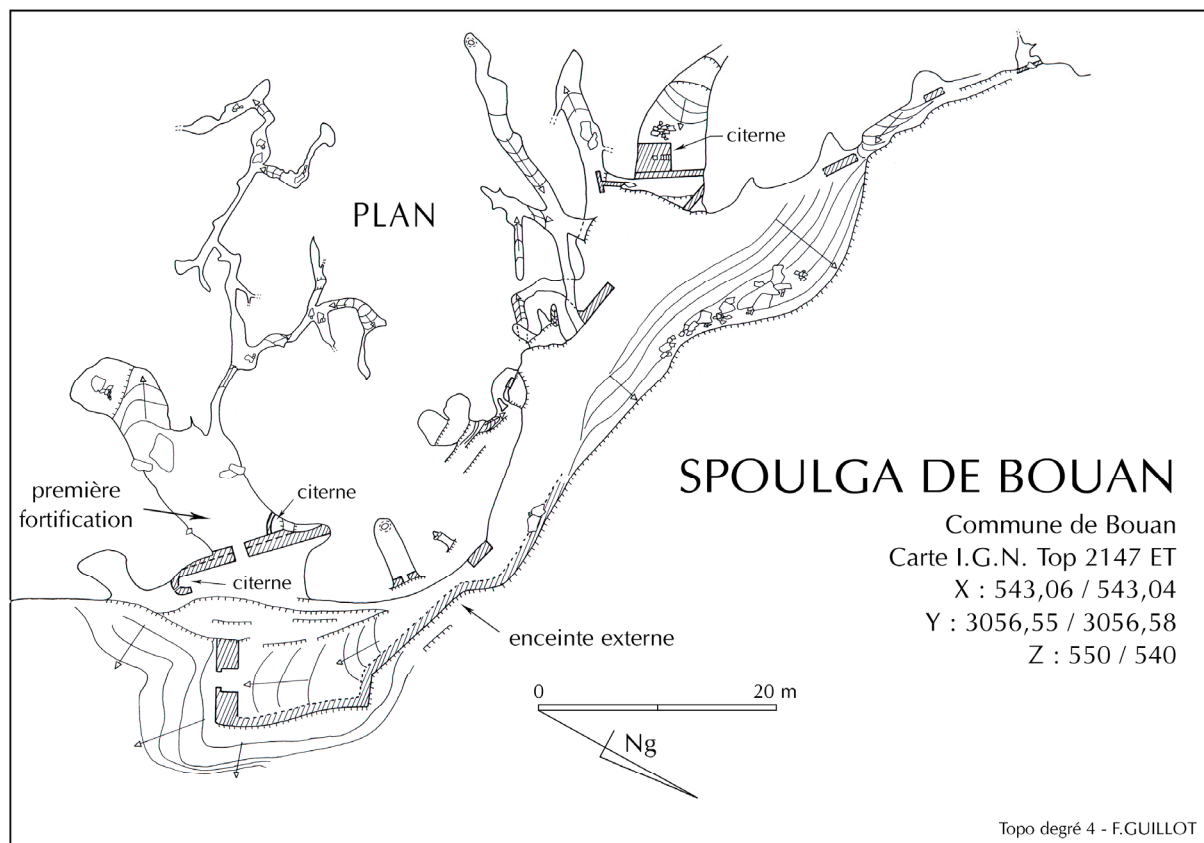 citerne
PLAN
SPOULGA DE BOUAN
Commune de Bouan
Carte I.G.N. Top 2147 ET
X : 543,06 / 543,04
Y : 3056,55 / 3056,58
Z : 550 / 540
première
fortification
citerne
citerne
enceinte externe
0 20 m
Ng
Topo degré 4 - F.GUILLOT